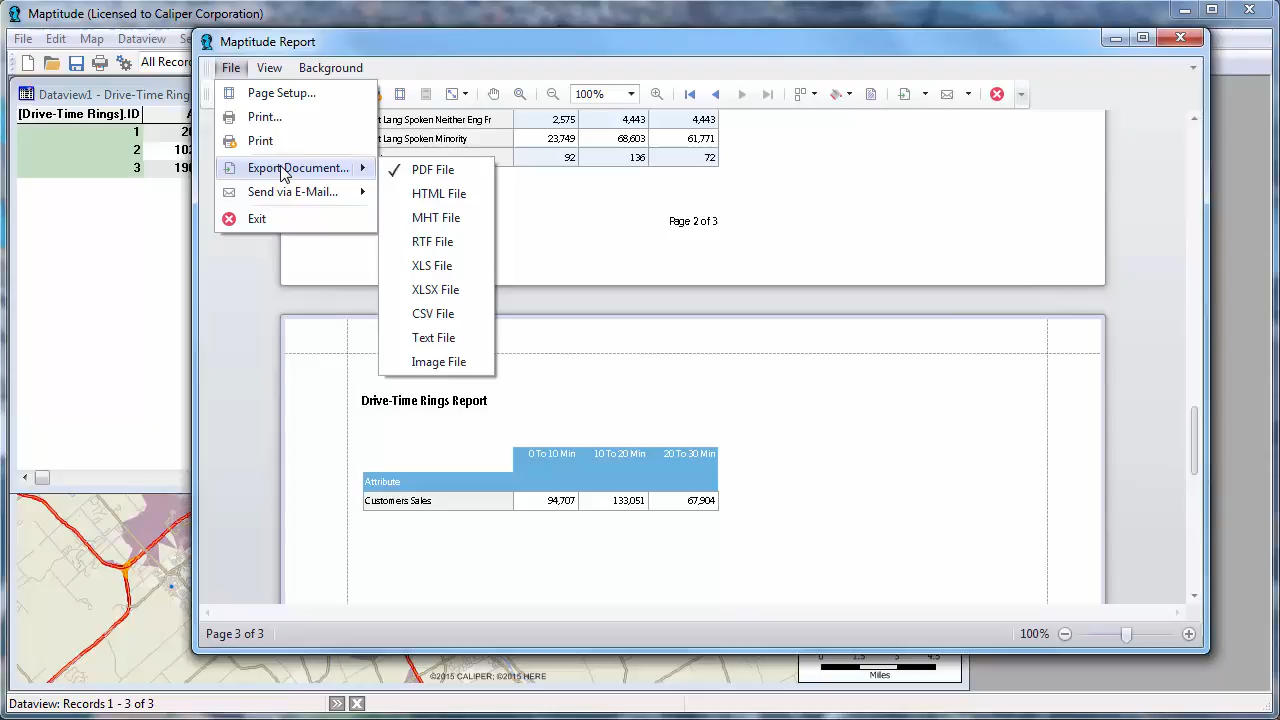 Maptitude (Licensed to Caliper Corporation)
File Edit Map Dataview
All Recor
Dataview1 - Drive-Time Ring
[Drive-Time Rings].ID
1 20
2 102
3 190
Maptitude Report
File View Background
100%
Page Setup...
Print...
Print
Export Document...
Send via E-Mail...
Exit
PDF File
HTML File
MHT File
RTF File
XLS File
XLSX File
CSV File
Text File
Image File
t Lang Spoken Neither Eng Fr 2,575 4,443 4,443
t Lang Spoken Minority 23,749 68,603 61,771
92 136 72
Page 2 of 3
Drive-Time Rings Report
0 To 10 Min 10 To 20 Min 20 To 30 Min
Attribute
Customers Sales 94,707 133,051 67,904
Page 3 of 3
100%
©2015 CALIPER; ©2015 HERE
Miles
Dataview: Records 1 - 3 of 3